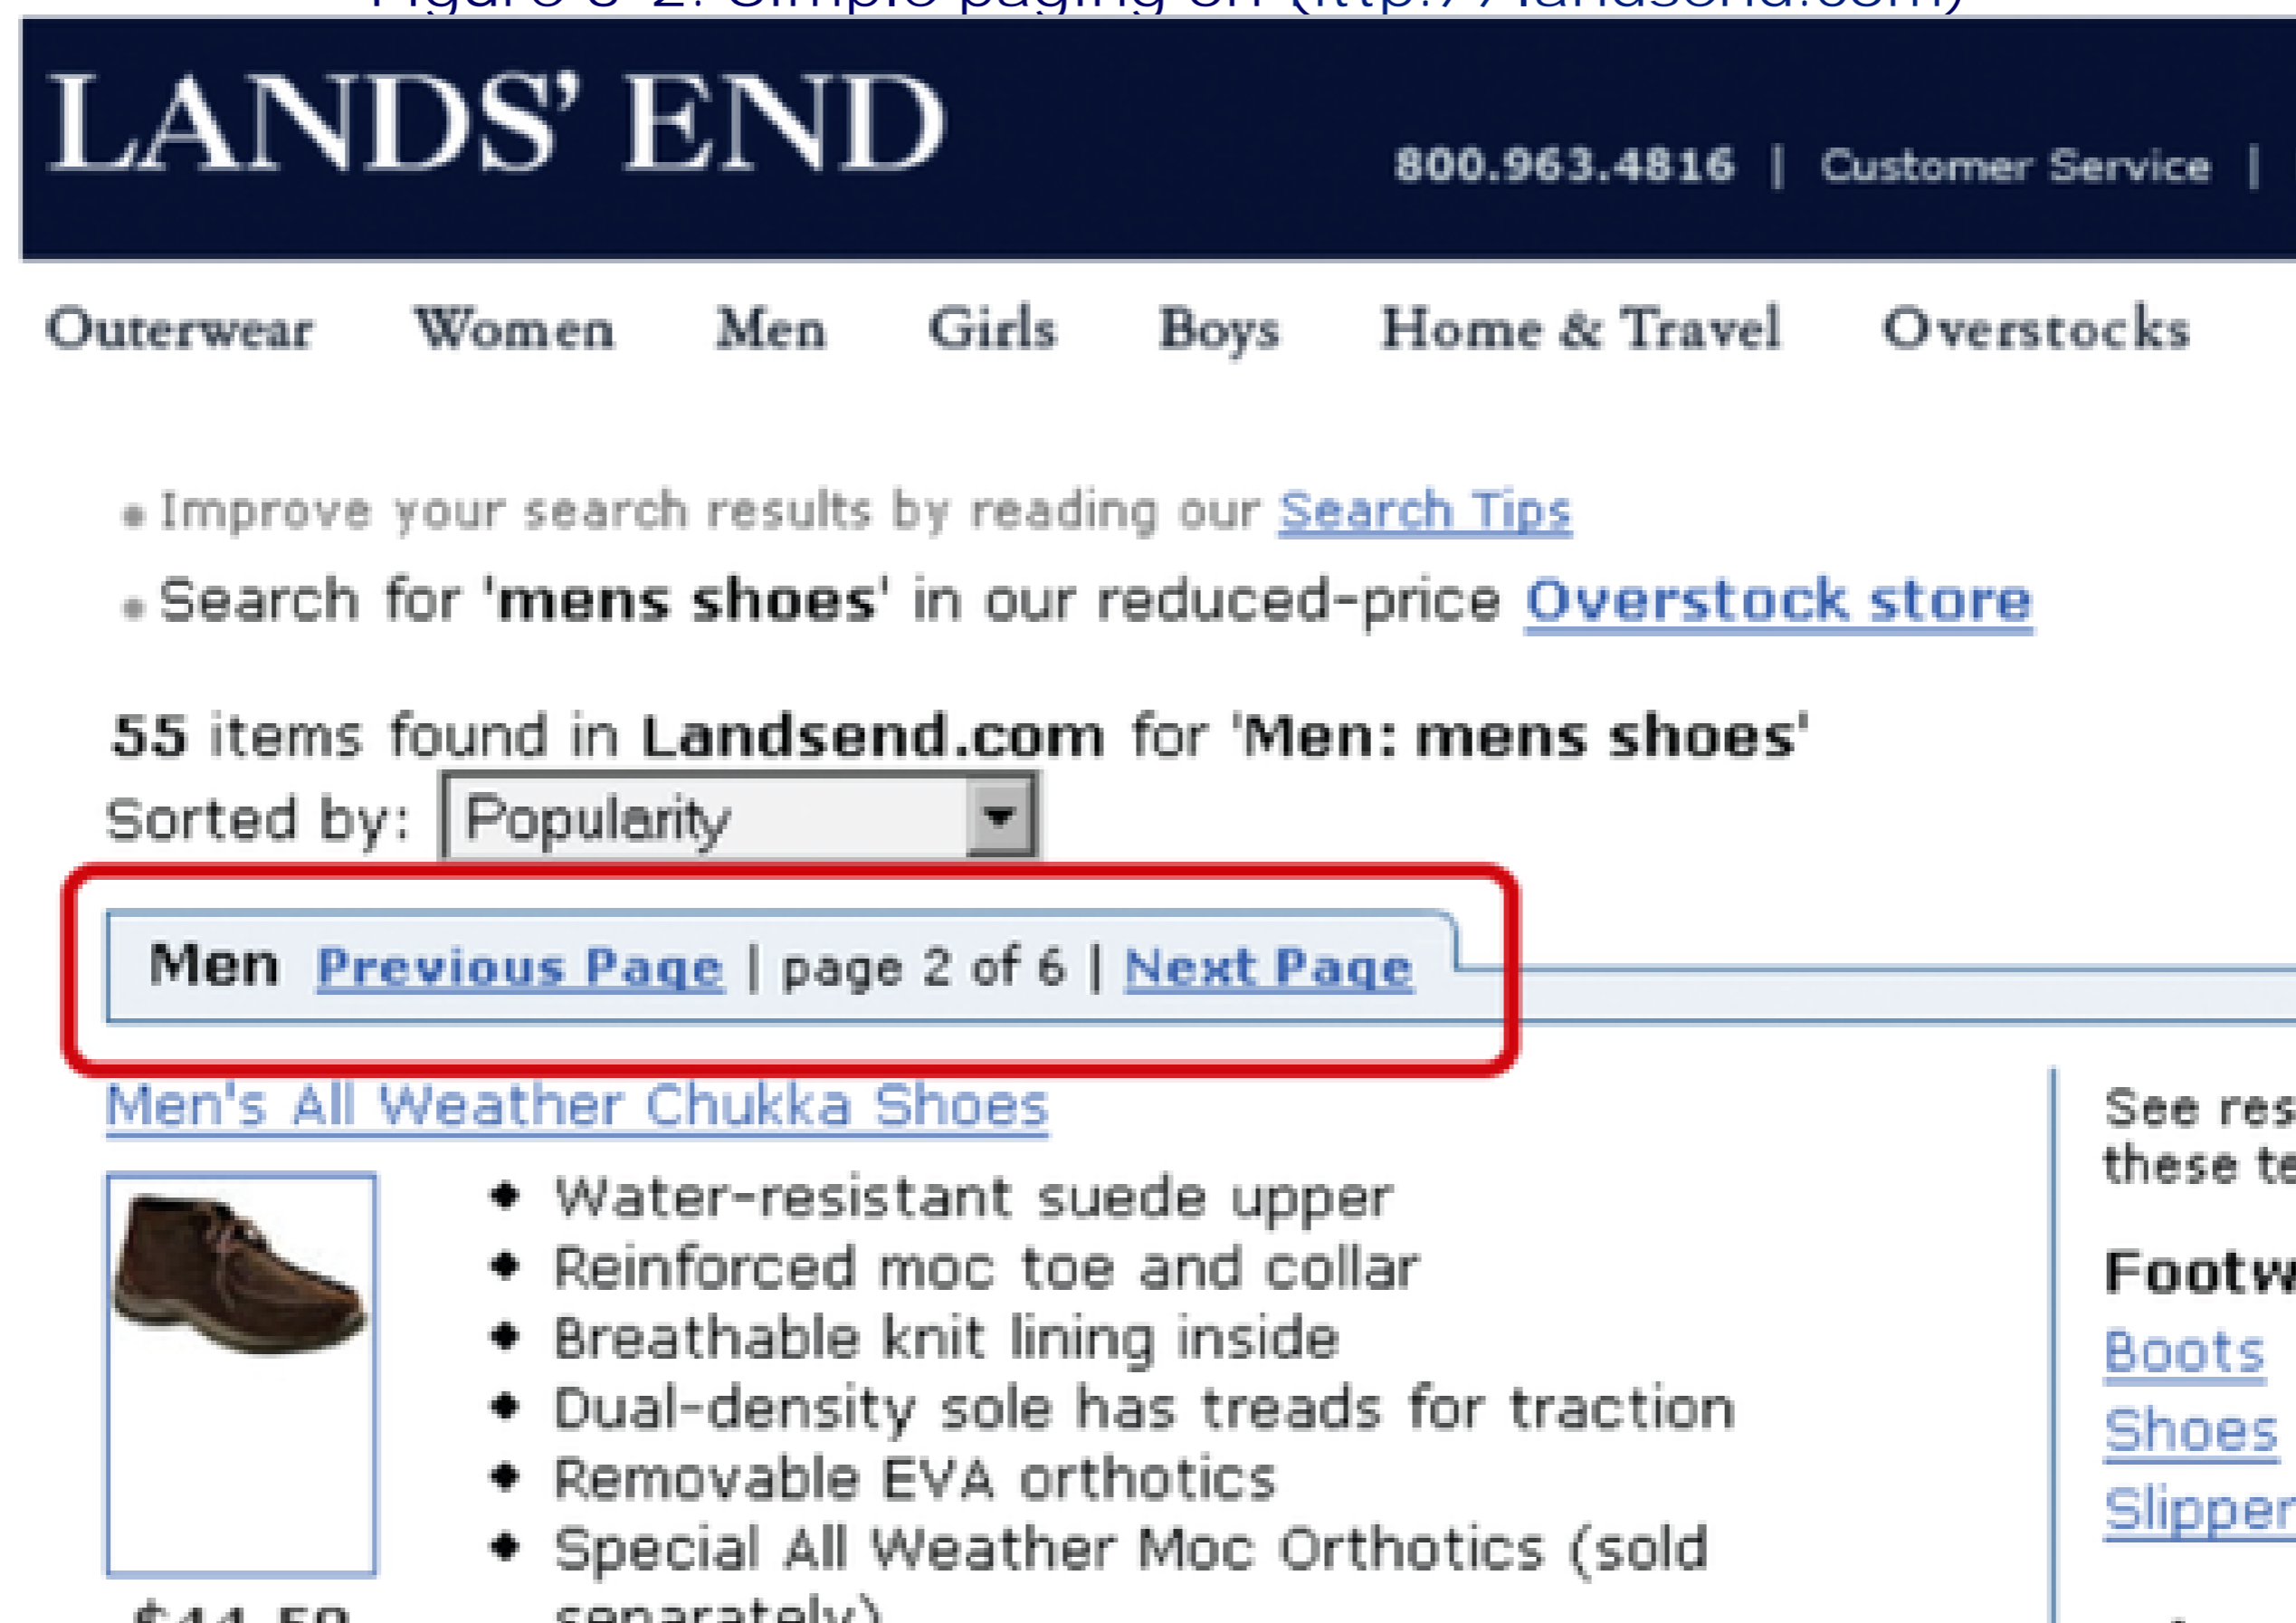 LANDS' END
800.963.4816 | Customer Service |
Outerwear Women Men Girls Boys Home & Travel Overstocks
Improve your search results by reading our Search Tips
Search for 'mens shoes' in our reduced-price Overstock store
55 items found in Landsend.com for 'Men: mens shoes'
Sorted by: Popularity
Men Previous Page | page 2 of 6 | Next Page
Men's All Weather Chukka Shoes
Water-resistant suede upper
Reinforced moc toe and collar
Breathable knit lining inside
Dual-density sole has treads for traction
Removable EVA orthotics
Special All Weather Moc Orthotics (sold
separately)
See
these
Boots
Shoes